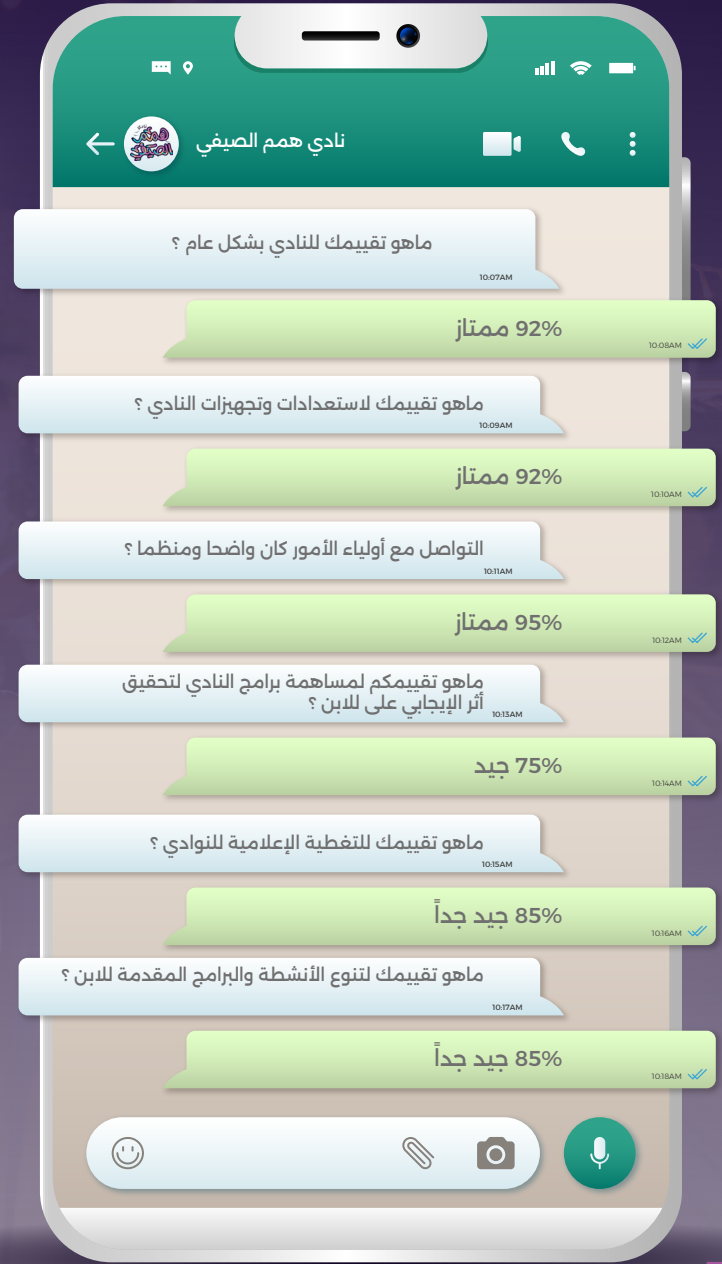 نادي همم الصيفي
ماهو تقييمك للنادي بشكل عام ؟
10:07AM
92% ممتاز
10:08AM
ماهو تقييمك لاستعدادات وتجهيزات النادي ؟
10:09AM
92% ممتاز
10:10AM
التواصل مع أولياء الأمور كان واضحا ومنظما ؟
10:11AM
95% ممتاز
10:12AM
ماهو تقييمكم لمساهمة برامج النادي لتحقيق
أثر الإيجابي على للابن ؟
10:13AM
75% جيد
10:14AM
ماهو تقييمك للتغطية الإعلامية للنوادي ؟
10:15AM
85% جيد جداً
10:16AM
ماهو تقييمك لتنوع الأنشطة والبرامج المقدمة للابن ؟
10:17AM
85% جيد جداً
10:18AM